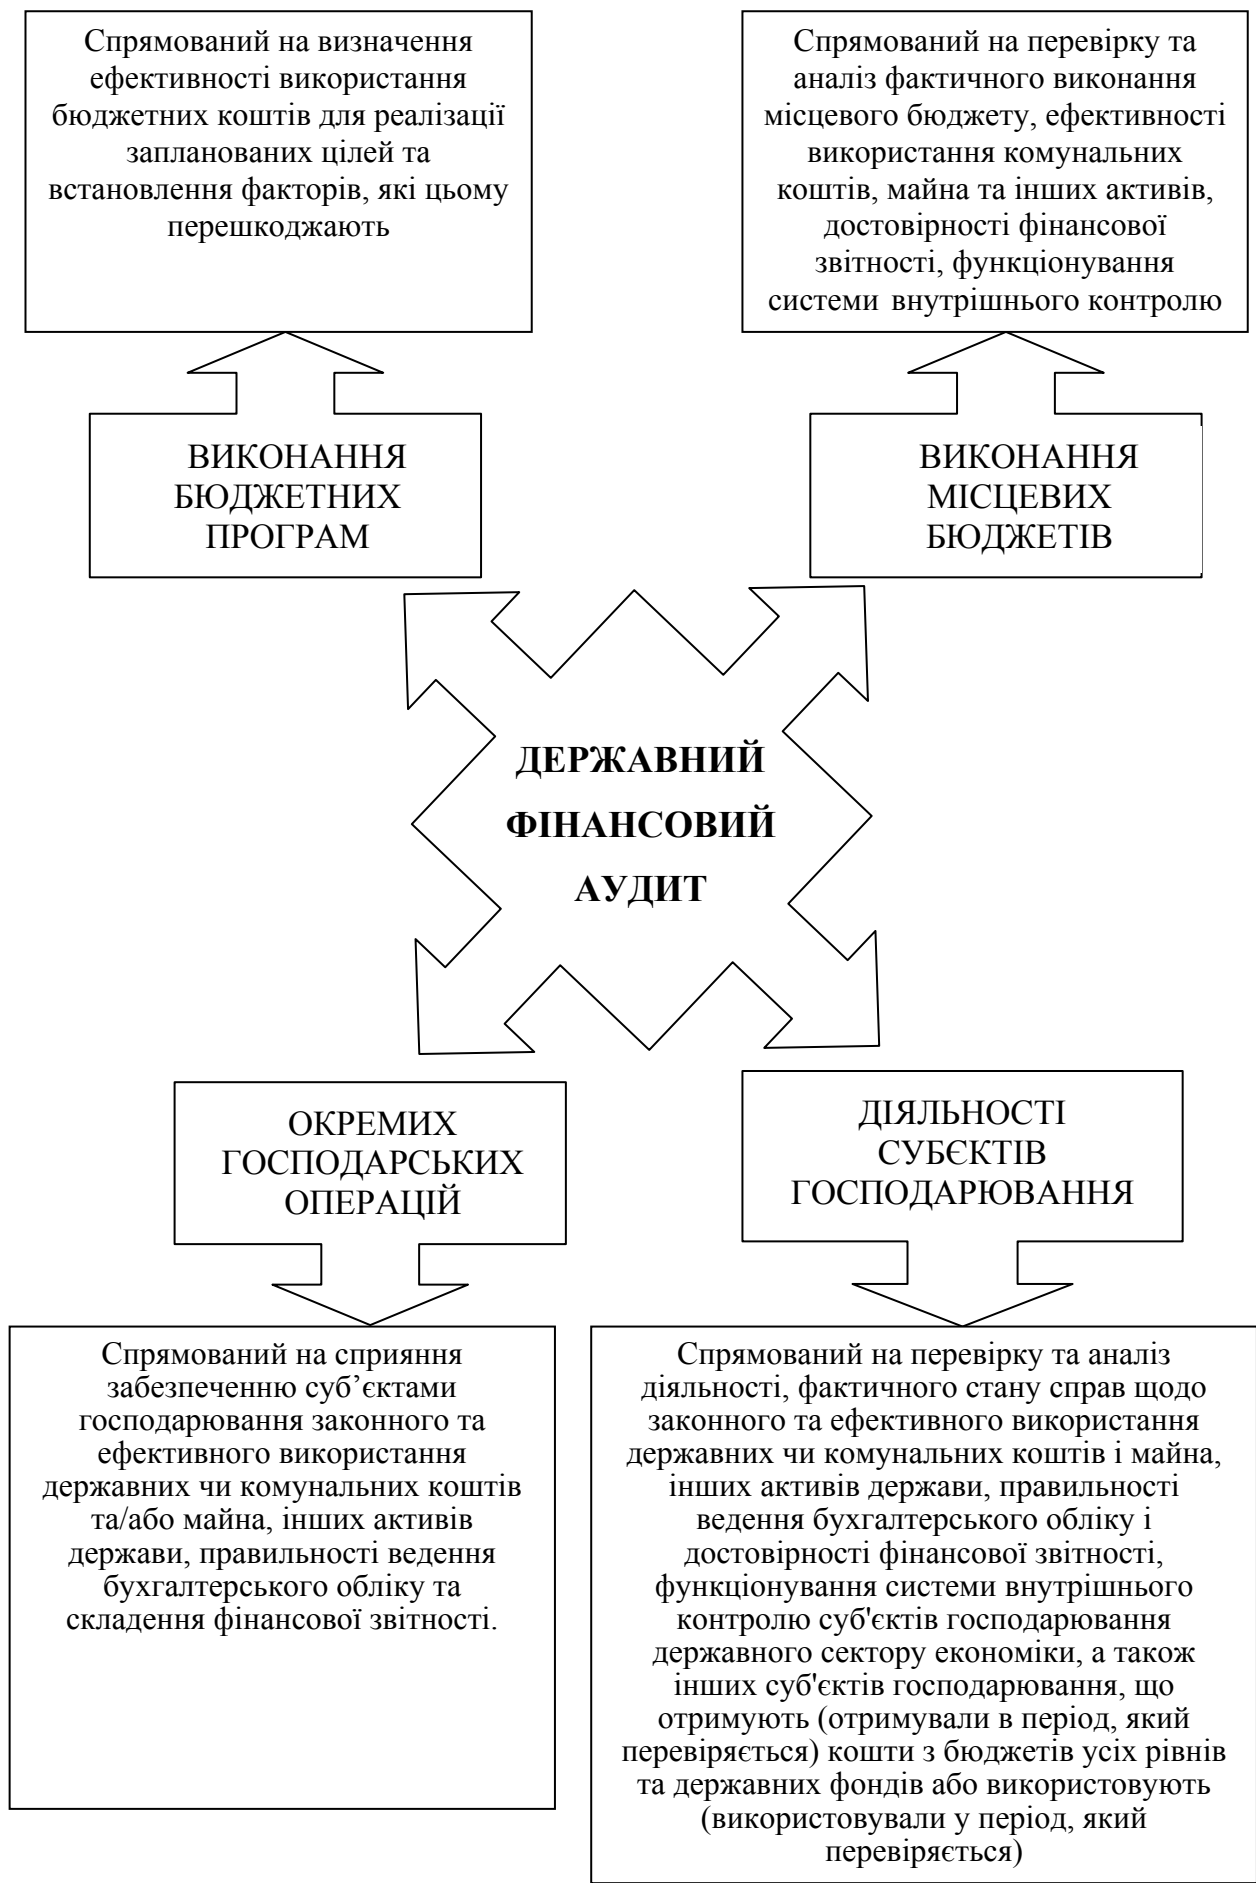 Спрямований на визначення
ефективності використання
бюджетних коштів для реалізації
запланованих цілей та
встановлення факторів, які цьому
перешкоджають
Спрямований на перевірку та
аналіз фактичного виконання
місцевого бюджету, ефективності
використання комунальних
коштів, майна та інших активів,
достовірності фінансової
звітності, функціонування
системи внутрішнього контролю
ВИКОНАННЯ
БЮДЖЕТНИХ
ПРОГРАМ
ВИКОНАННЯ
МІСЦЕВИХ
БЮДЖЕТІВ
ДЕРЖАВНИЙ
ФІНАНСОВИЙ
АУДИТ
ОКРЕМИХ
ГОСПОДАРСЬКИХ
ОПЕРАЦІЙ
ДІЯЛЬНОСТІ
СУБЄКТІВ
ГОСПОДАРЮВАННЯ
Спрямований на сприяння
забезпеченню суб’єктами
господарювання законного та
ефективного використання
державних чи комунальних коштів
та/або майна, інших активів
держави, правильності ведення
бухгалтерського обліку та
складення фінансової звітності.
Спрямований на перевірку та аналіз
діяльності, фактичного стану справ щодо
законного та ефективного використання
державних чи комунальних коштів і майна,
інших активів держави, правильності
ведення бухгалтерського обліку і
достовірності фінансової звітності,
функціонування системи внутрішнього
контролю суб'єктів господарювання
державного сектору економіки, а також
інших суб'єктів господарювання, що
отримують (отримували в період, який
перевіряється) кошти з бюджетів усіх рівнів
та державних фондів або використовують
(використовували у період, який
перевіряється)